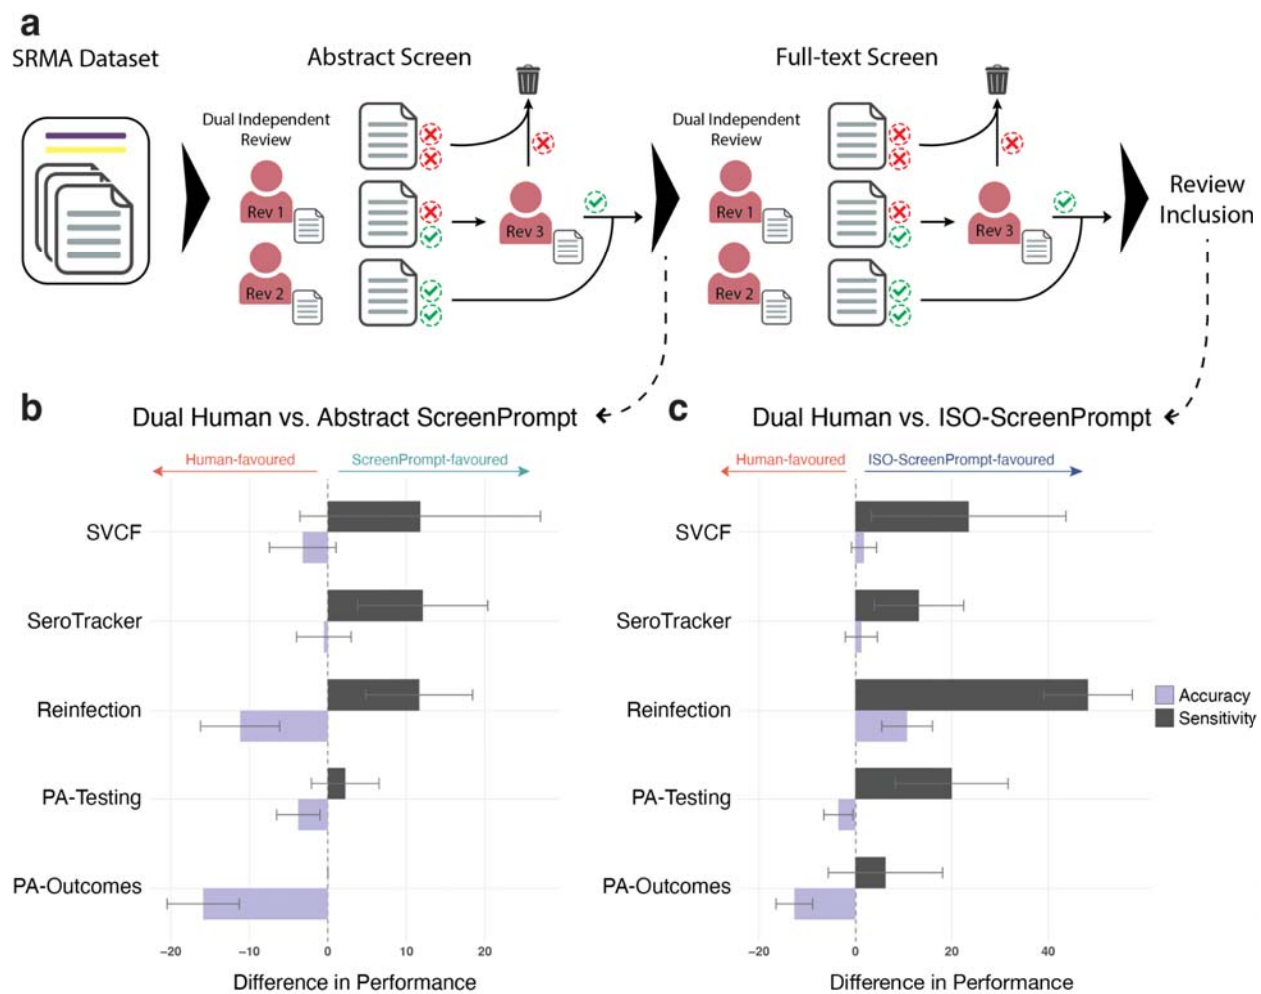 a
SRMA Dataset
Abstract Screen
Full-text Screen
Dual Independent
Review
Rev 1
Rev 2
Rev 3
Dual Independent
Review
Rev 1
Rev 2
Rev 3
Review
Inclusion
b
Dual Human vs. Abstract ScreenPrompt
Human-favoured
ScreenPrompt-favoured
SVCF
SeroTracker
Reinfection
PA-Testing
PA-Outcomes
−20
−10
0
10
20
Difference in Performance
c
Dual Human vs. ISO-ScreenPrompt
Human-favoured
ISO-ScreenPrompt-favoured
SVCF
SeroTracker
Reinfection
PA-Testing
PA-Outcomes
−20
0
20
40
Difference in Performance
Accuracy
Sensitivity